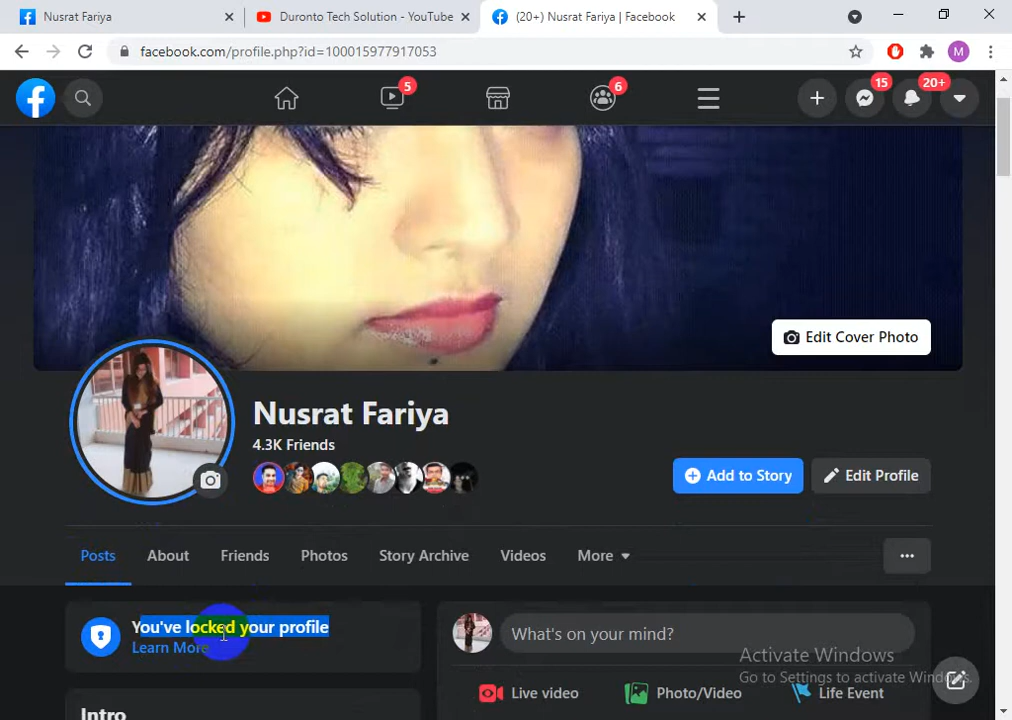 Nusrat Fariya
Duronto Tech Solution - YouTube
(20+) Nusrat Fariya | Facebook
facebook.com/profile.php?id=100015977917053
M
5
6
15
20+
Edit Cover Photo
Nusrat Fariya
4.3K Friends
Add to Story
Edit Profile
Posts
About
Friends
Photos
Story Archive
Videos
More
You've locked your profile
Learn More
What's on your mind?
Live video
Photo/Video
Life Event
Intro
Activate Windows
Go to Settings to activate Windows.